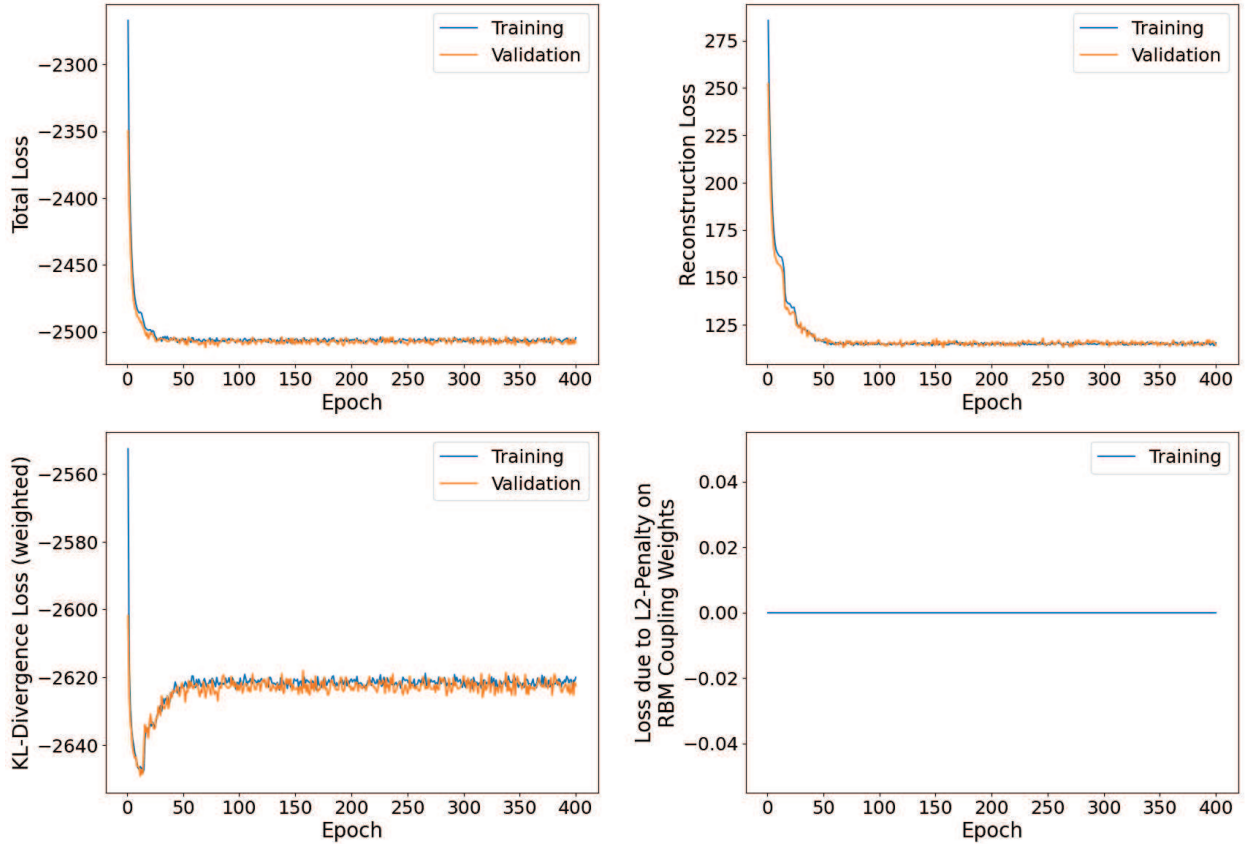 Total Loss
−2300
−2350
−2400
−2450
−2500
0 50 100 150 200 250 300 350 400
Epoch
Training
Validation
Reconstruction Loss
275
250
225
200
175
150
125
0 50 100 150 200 250 300 350 400
Epoch
Training
Validation
KL-Divergence Loss (weighted)
−2560
−2580
−2600
−2620
−2640
0 50 100 150 200 250 300 350 400
Epoch
Training
Validation
Loss due to L2-Penalty on
RBM Coupling Weights
0.04
0.02
0.00
−0.02
−0.04
0 50 100 150 200 250 300 350 400
Epoch
Training